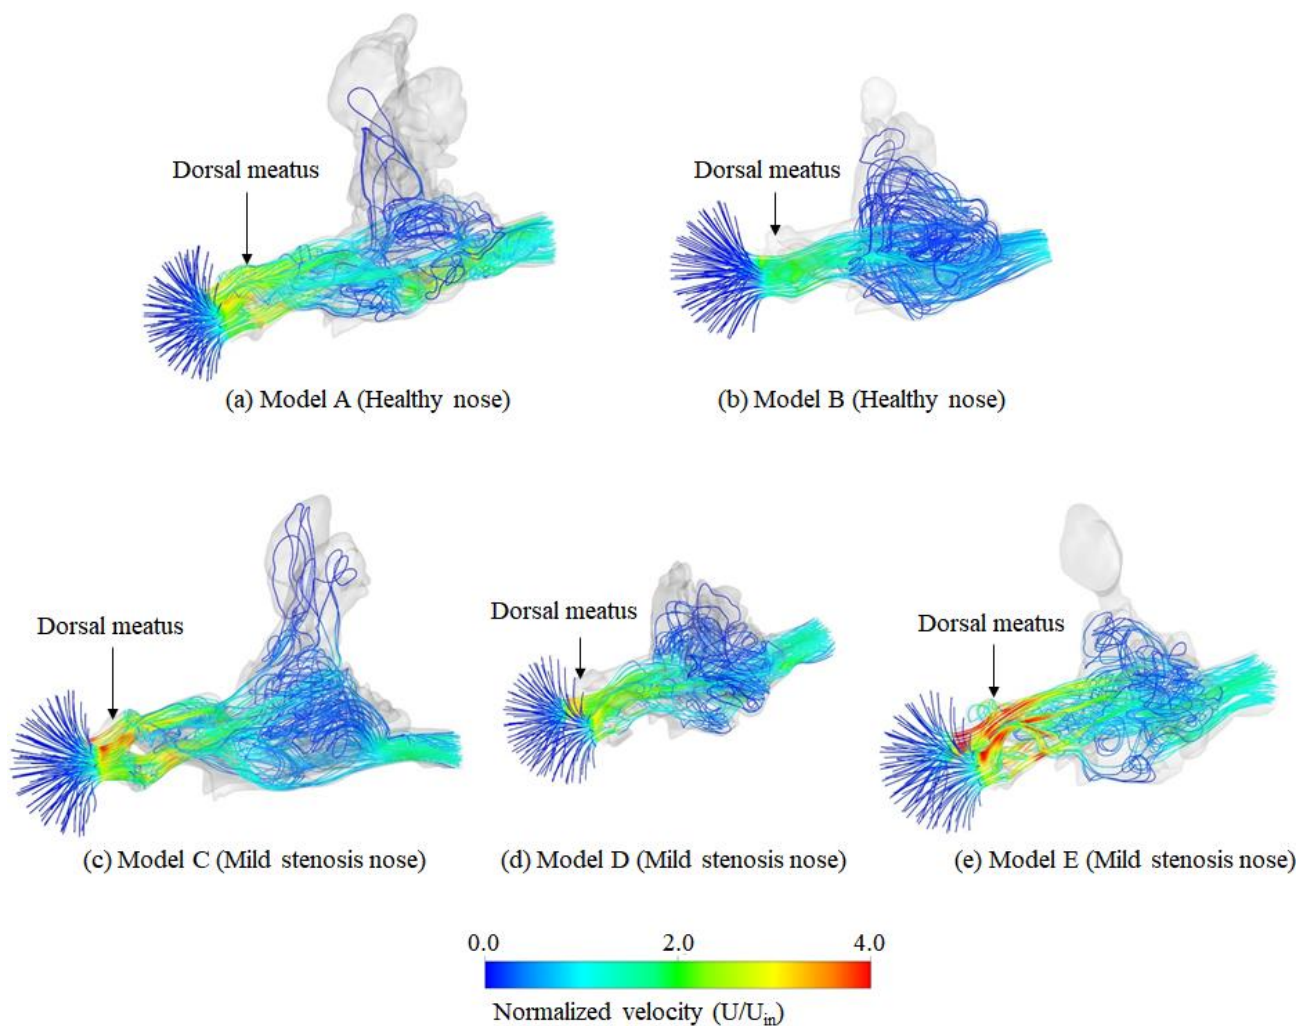 Dorsal meatus
Dorsal meatus
(a) Model A (Healthy nose)
(b) Model B (Healthy nose)
Dorsal meatus
Dorsal meatus
Dorsal meatus
(c) Model C (Mild stenosis nose)
(d) Model D (Mild stenosis nose)
(e) Model E (Mild stenosis nose)
0.0 2.0 4.0
Normalized velocity (U/Uin)